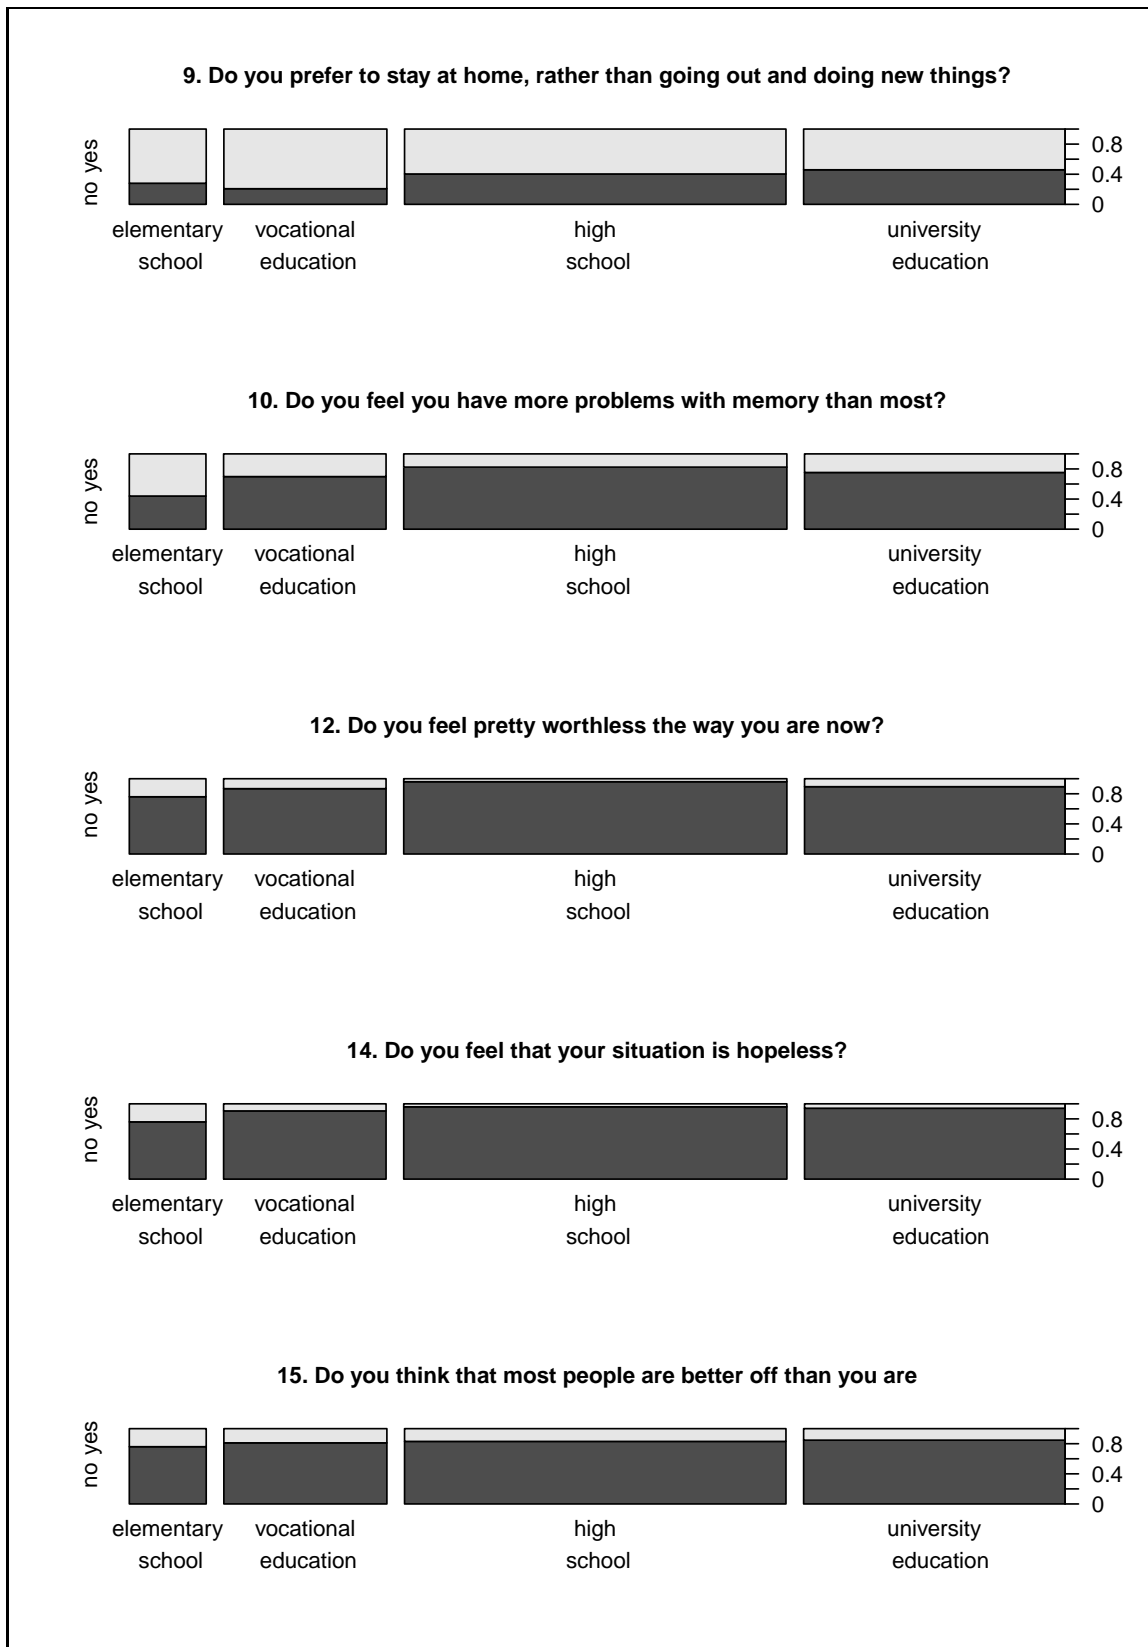 9. Do you prefer to stay at home, rather than going out and doing new things?
no yes
0.8
0.4
0
elementary vocational high university
school education school education
10. Do you feel you have more problems with memory than most?
no yes
0.8
0.4
0
elementary vocational high university
school education school education
12. Do you feel pretty worthless the way you are now?
no yes
0.8
0.4
0
elementary vocational high university
school education school education
14. Do you feel that your situation is hopeless?
no yes
0.8
0.4
0
elementary vocational high university
school education school education
15. Do you think that most people are better off than you are
no yes
0.8
0.4
0
elementary vocational high university
school education school education